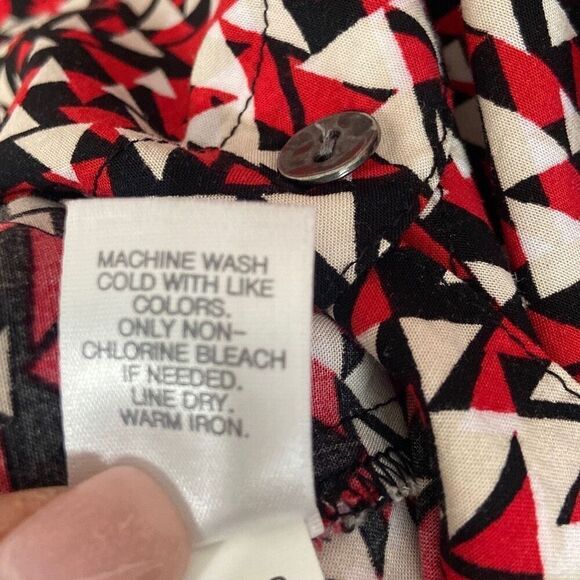 MACHINE WASH
COLD WITH LIKE
COLORS.
ONLY NON-
CHLORINE BLEACH
IF NEEDED.
LINE DRY.
WARM IRON.